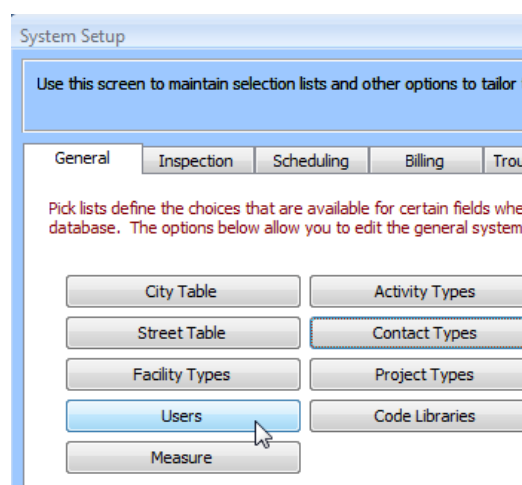 System Setup
Use this screen to maintain selection lists and other options to tailor
General Inspection Scheduling Billing Trou
Pick lists define the choices that are available for certain fields whe
database. The options below allow you to edit the general system
City Table Activity Types
Street Table Contact Types
Facility Types Project Types
Users Code Libraries
Measure